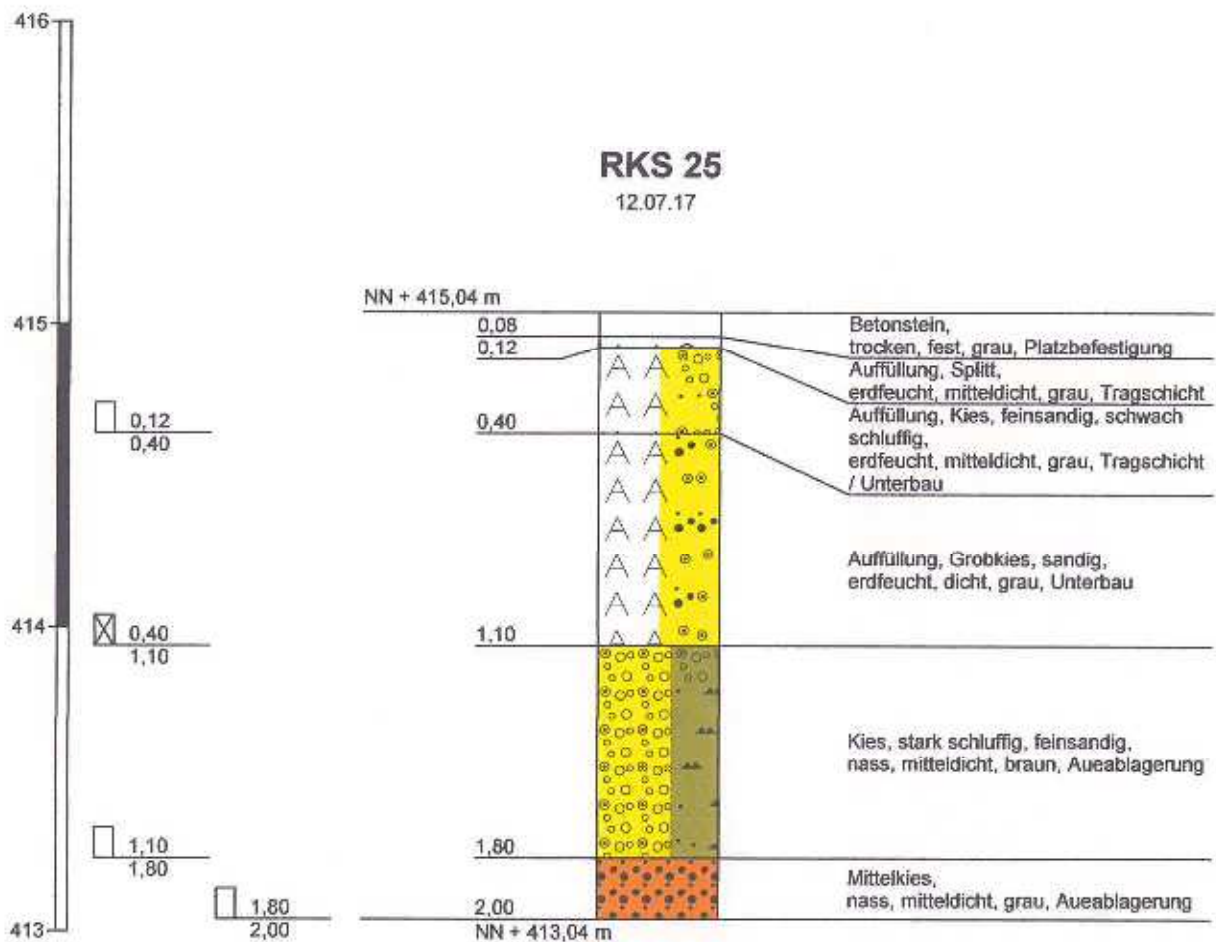 416
RKS 25
12.07.17
NN + 415,04 m
415
0,08
Betonstein,
trocken, fest, grau, Platzbefestigung
0,12
Auffüllung, Splitt,
erdfeucht, mitteldicht, grau, Tragschicht
0,12
0,40
0,40
Auffüllung, Kies, feinsandig, schwach
schluffig,
erdfeucht, mitteldicht, grau, Tragschicht
/ Unterbau
Auffüllung, Grobkies, sandig,
erdfeucht, dicht, grau, Unterbau
414
0,40
1,10
1,10
Kies, stark schluffig, feinsandig,
nass, mitteldicht, braun, Aueablagerung
1,10
1,80
1,80
Mittelkies,
nass, mitteldicht, grau, Aueablagerung
1,80
2,00
2,00
413
NN + 413,04 m